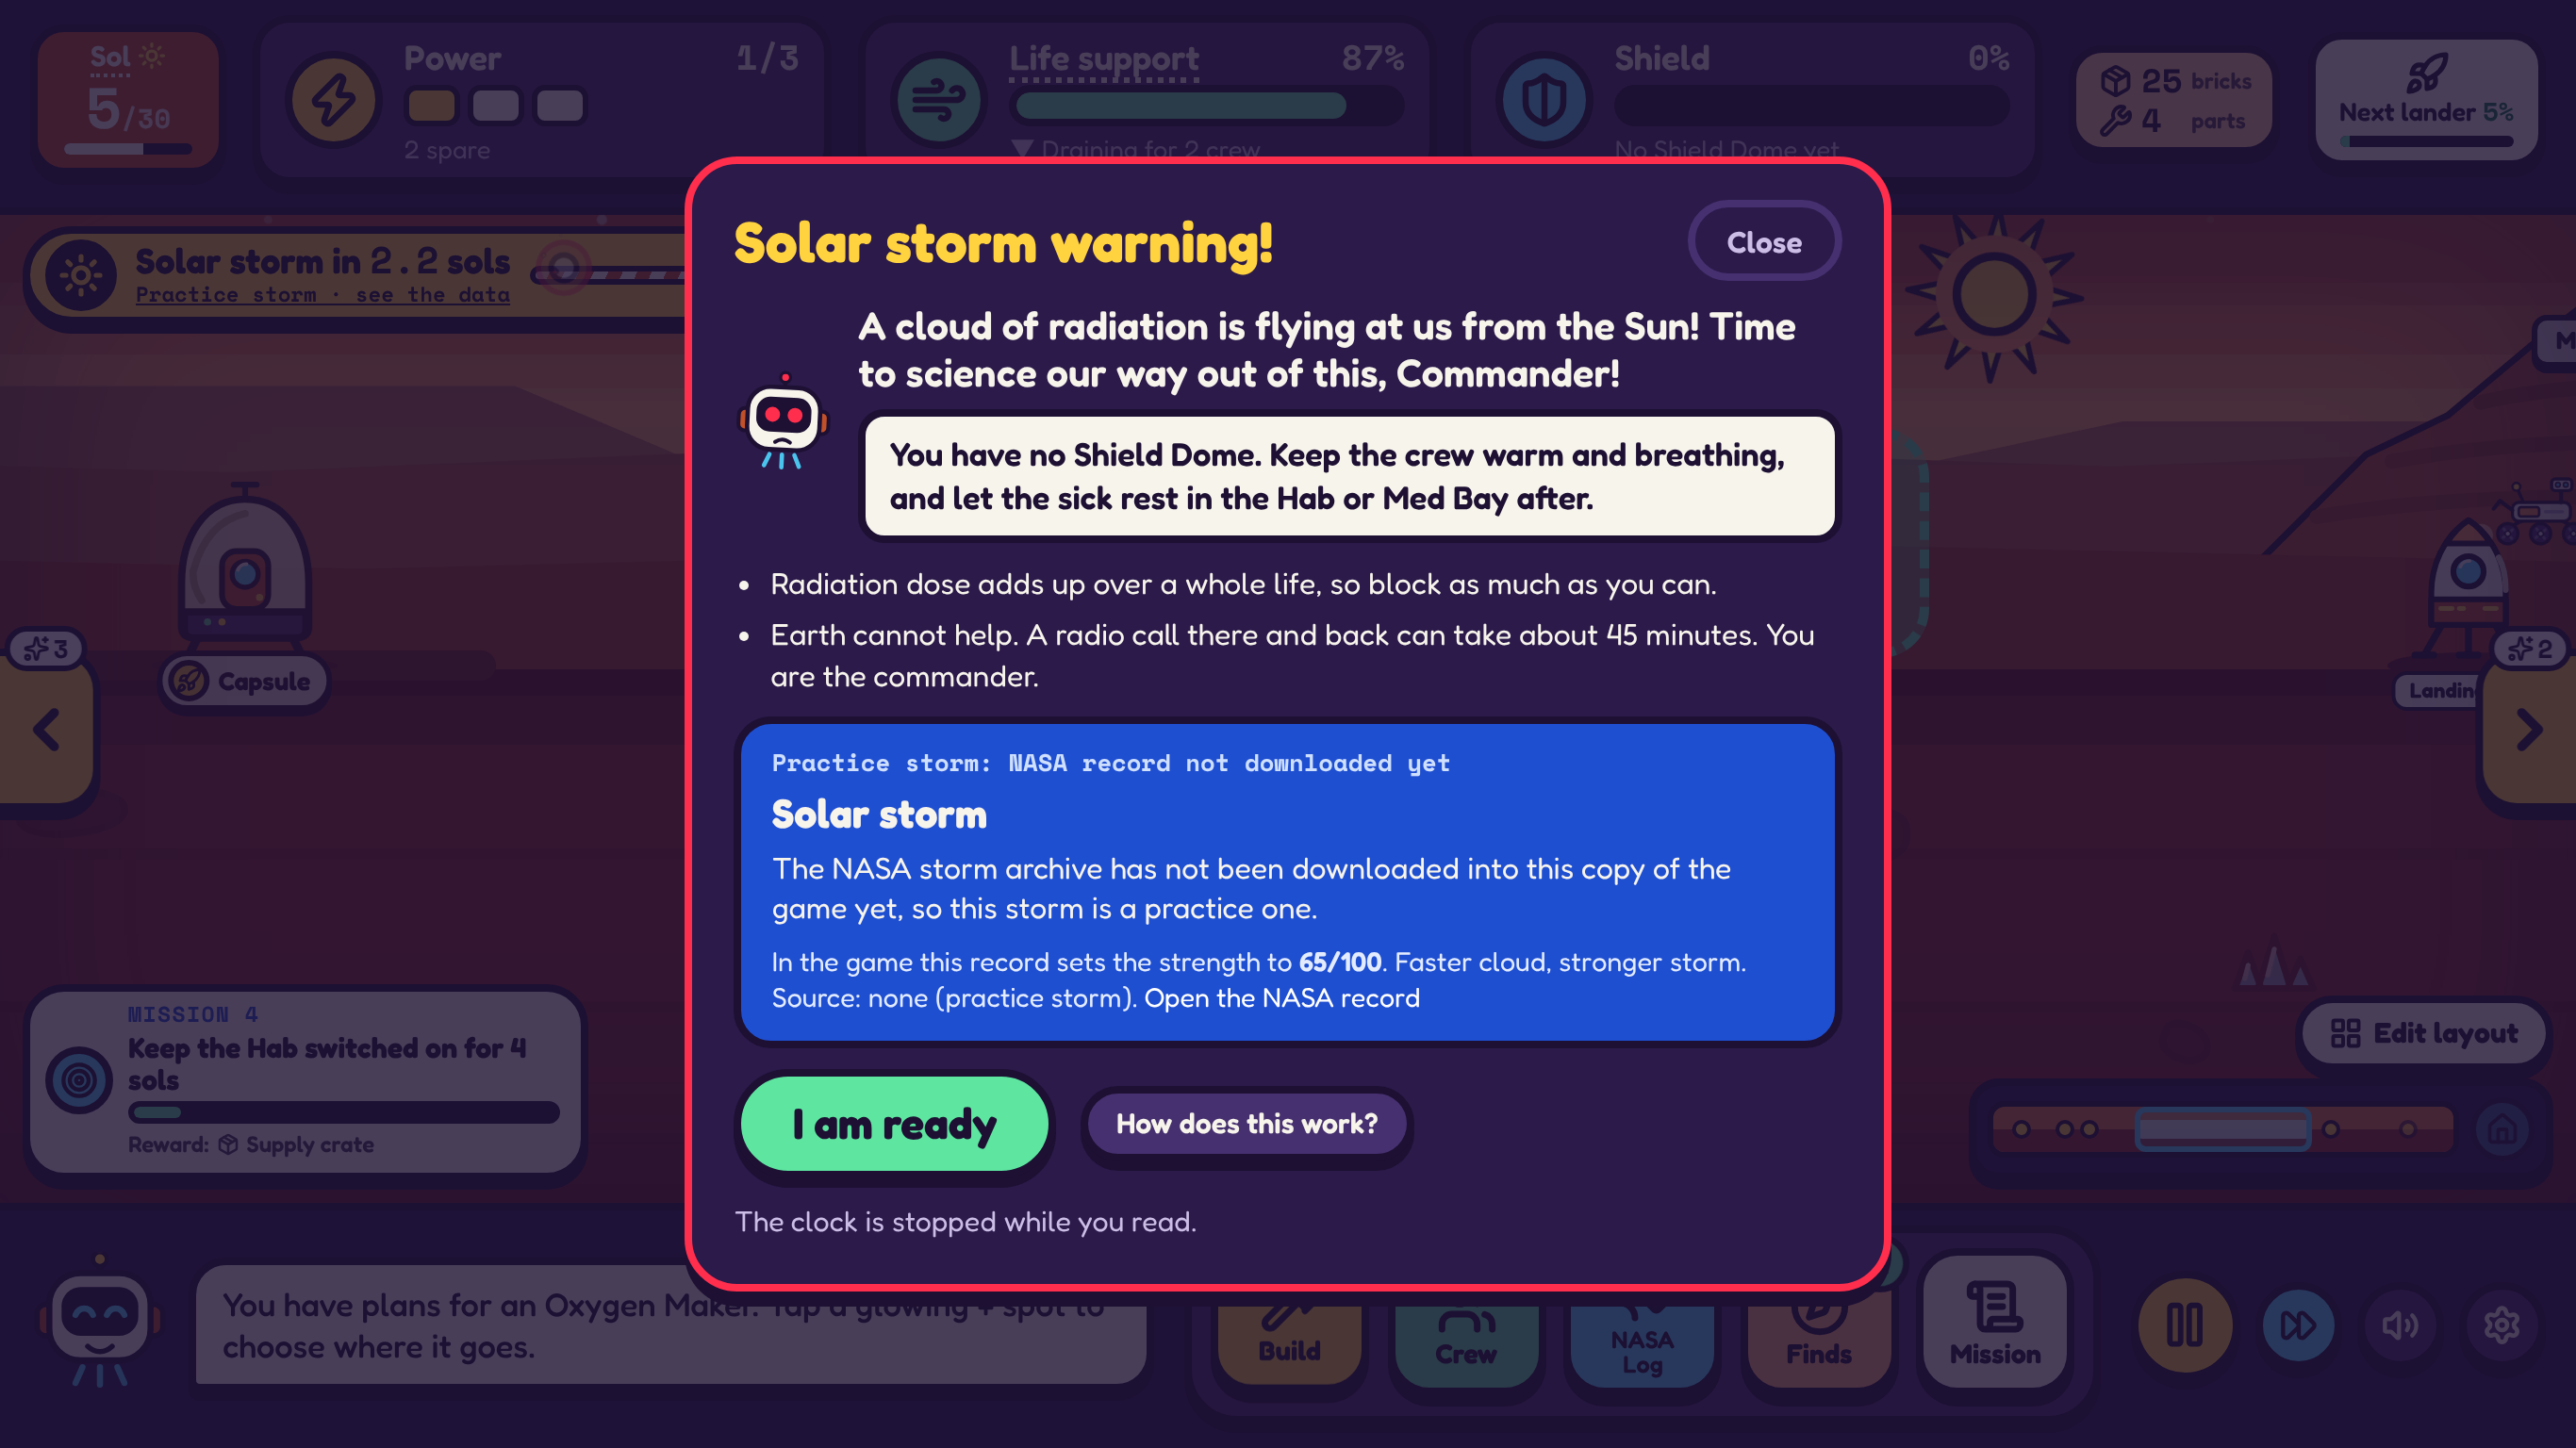 Sol
5/30
Power
1/3
2 spare
Life support
87%
Draining for 2 crew
Shield
0%
No Shield Dome yet
25 bricks
4 parts
Next lander 5%
Solar storm in 2.2 sols
Practice storm · see the data
Solar storm warning!
Close
A cloud of radiation is flying at us from the Sun! Time
to science our way out of this, Commander!
You have no Shield Dome. Keep the crew warm and breathing,
and let the sick rest in the Hab or Med Bay after.
• Radiation dose adds up over a whole life, so block as much as you can.
• Earth cannot help. A radio call there and back can take about 45 minutes. You
are the commander.
Practice storm: NASA record not downloaded yet
Solar storm
The NASA storm archive has not been downloaded into this copy of the
game yet, so this storm is a practice one.
In the game this record sets the strength to 65/100. Faster cloud, stronger storm.
Source: none (practice storm). Open the NASA record
I am ready
How does this work?
The clock is stopped while you read.
3
Capsule
M
2
Landin
MISSION 4
Keep the Hab switched on for 4
sols
Reward: Supply crate
Edit layout
You have plans for an Oxygen Maker. Tap a glowing + spot to
choose where it goes.
Build
Crew
NASA
Log
Finds
Mission